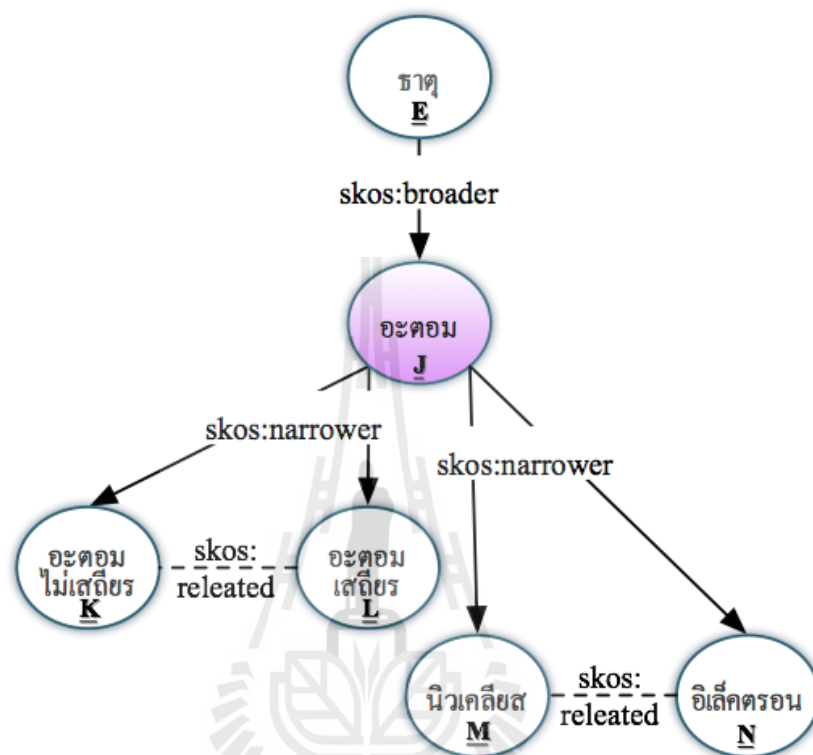 ธาตุ
E
skos:broader
อะตอม
J
skos:narrower
skos:narrower
อะตอม
ไม่เสถียร
K
skos:
releated
อะตอม
เสถียร
L
นิวเคลียส
M
skos:
releated
อิเล็คตรอน
N